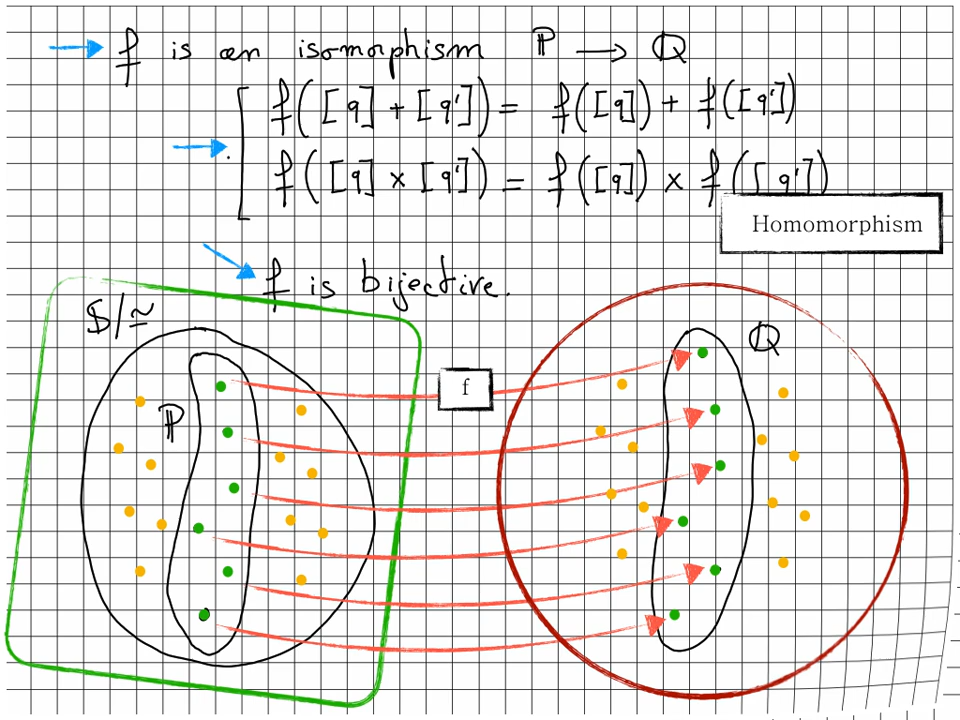 f is an isomorphism ℙ → ℚ
f([q] + [q']) = f([q]) + f([q'])
f([q] × [q']) = f([q]) × f([q'])
Homomorphism
f is bijective.
$/≃
ℚ
f
ℙ